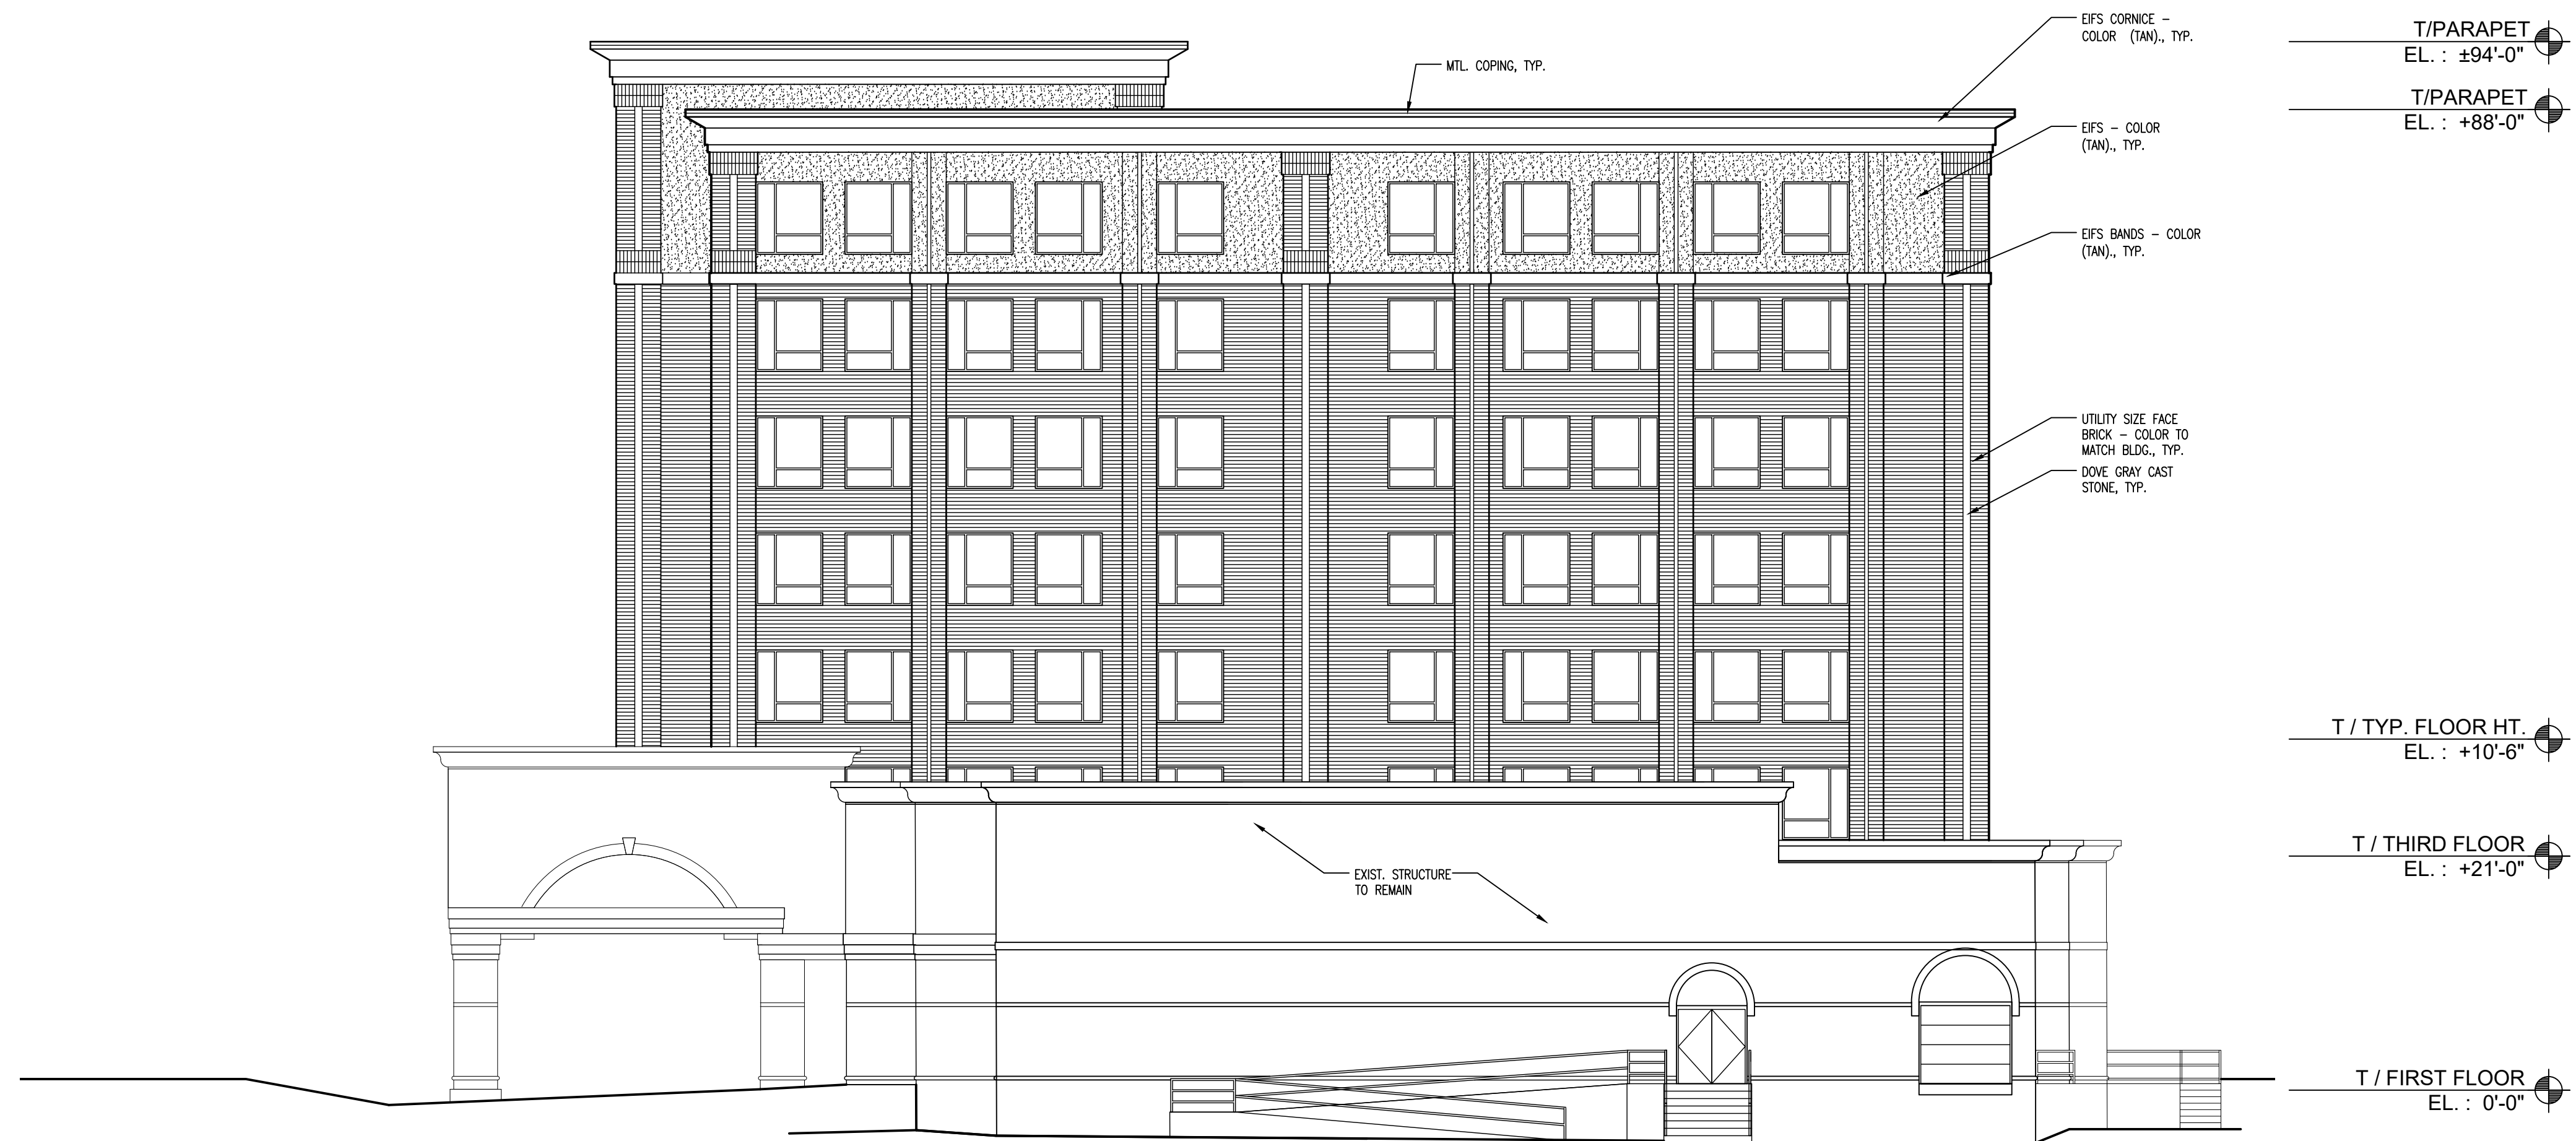 EIFS CORNICE –
COLOR (TAN)., TYP.
MTL. COPING, TYP.
EIFS – COLOR
(TAN)., TYP.
EIFS BANDS – COLOR
(TAN)., TYP.
UTILITY SIZE FACE
BRICK – COLOR TO
MATCH BLDG., TYP.
DOVE GRAY CAST
STONE, TYP.
EXIST. STRUCTURE
TO REMAIN
T/PARAPET
EL. : ±94'-0"
T/PARAPET
EL. : +88'-0"
T / TYP. FLOOR HT.
EL. : +10'-6"
T / THIRD FLOOR
EL. : +21'-0"
T / FIRST FLOOR
EL. : 0'-0"